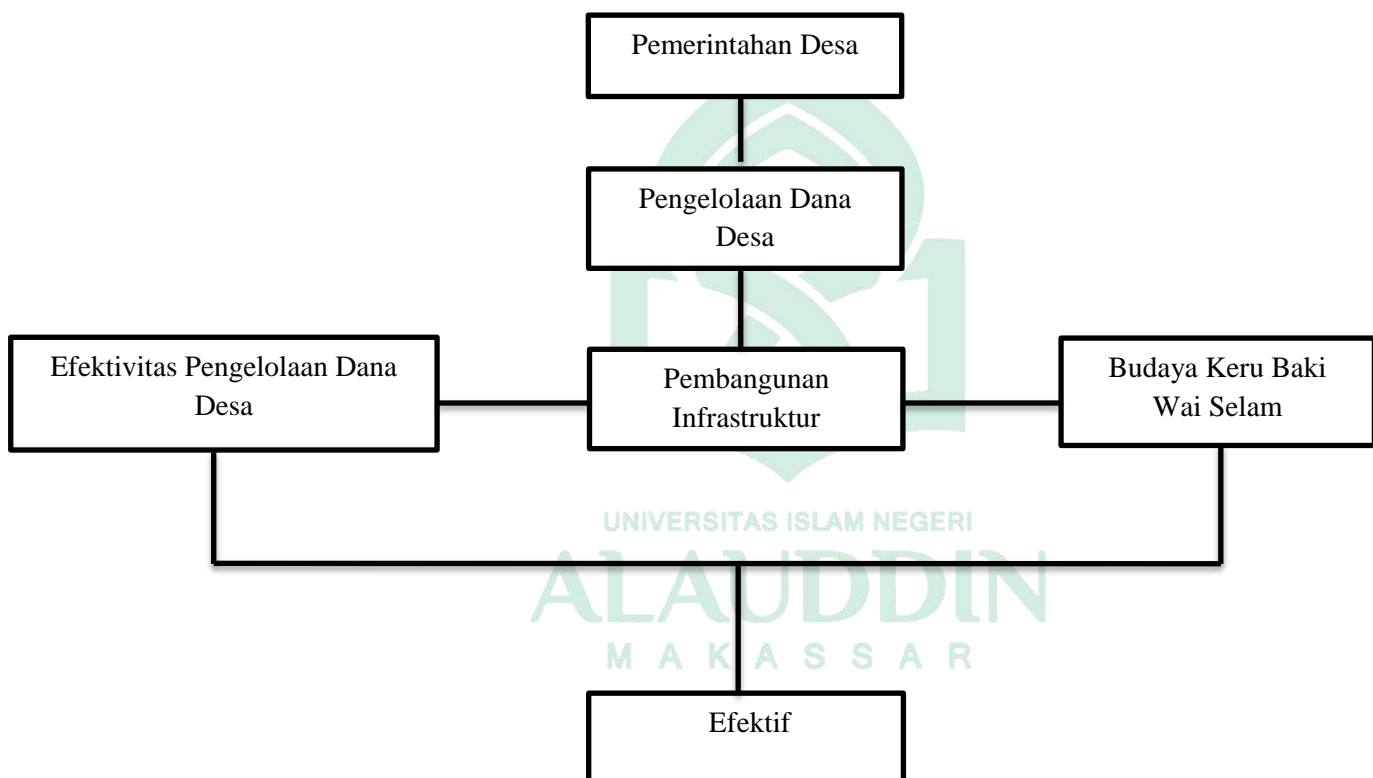 Pemerintahan Desa
Pengelolaan Dana
Desa
Efektivitas Pengelolaan Dana
Desa
Pembangunan
Infrastruktur
Budaya Keru Baki
Wai Selam
UNIVERSITAS ISLAM NEGERI
ALAUDDIN
MAKASSAR
Efektif